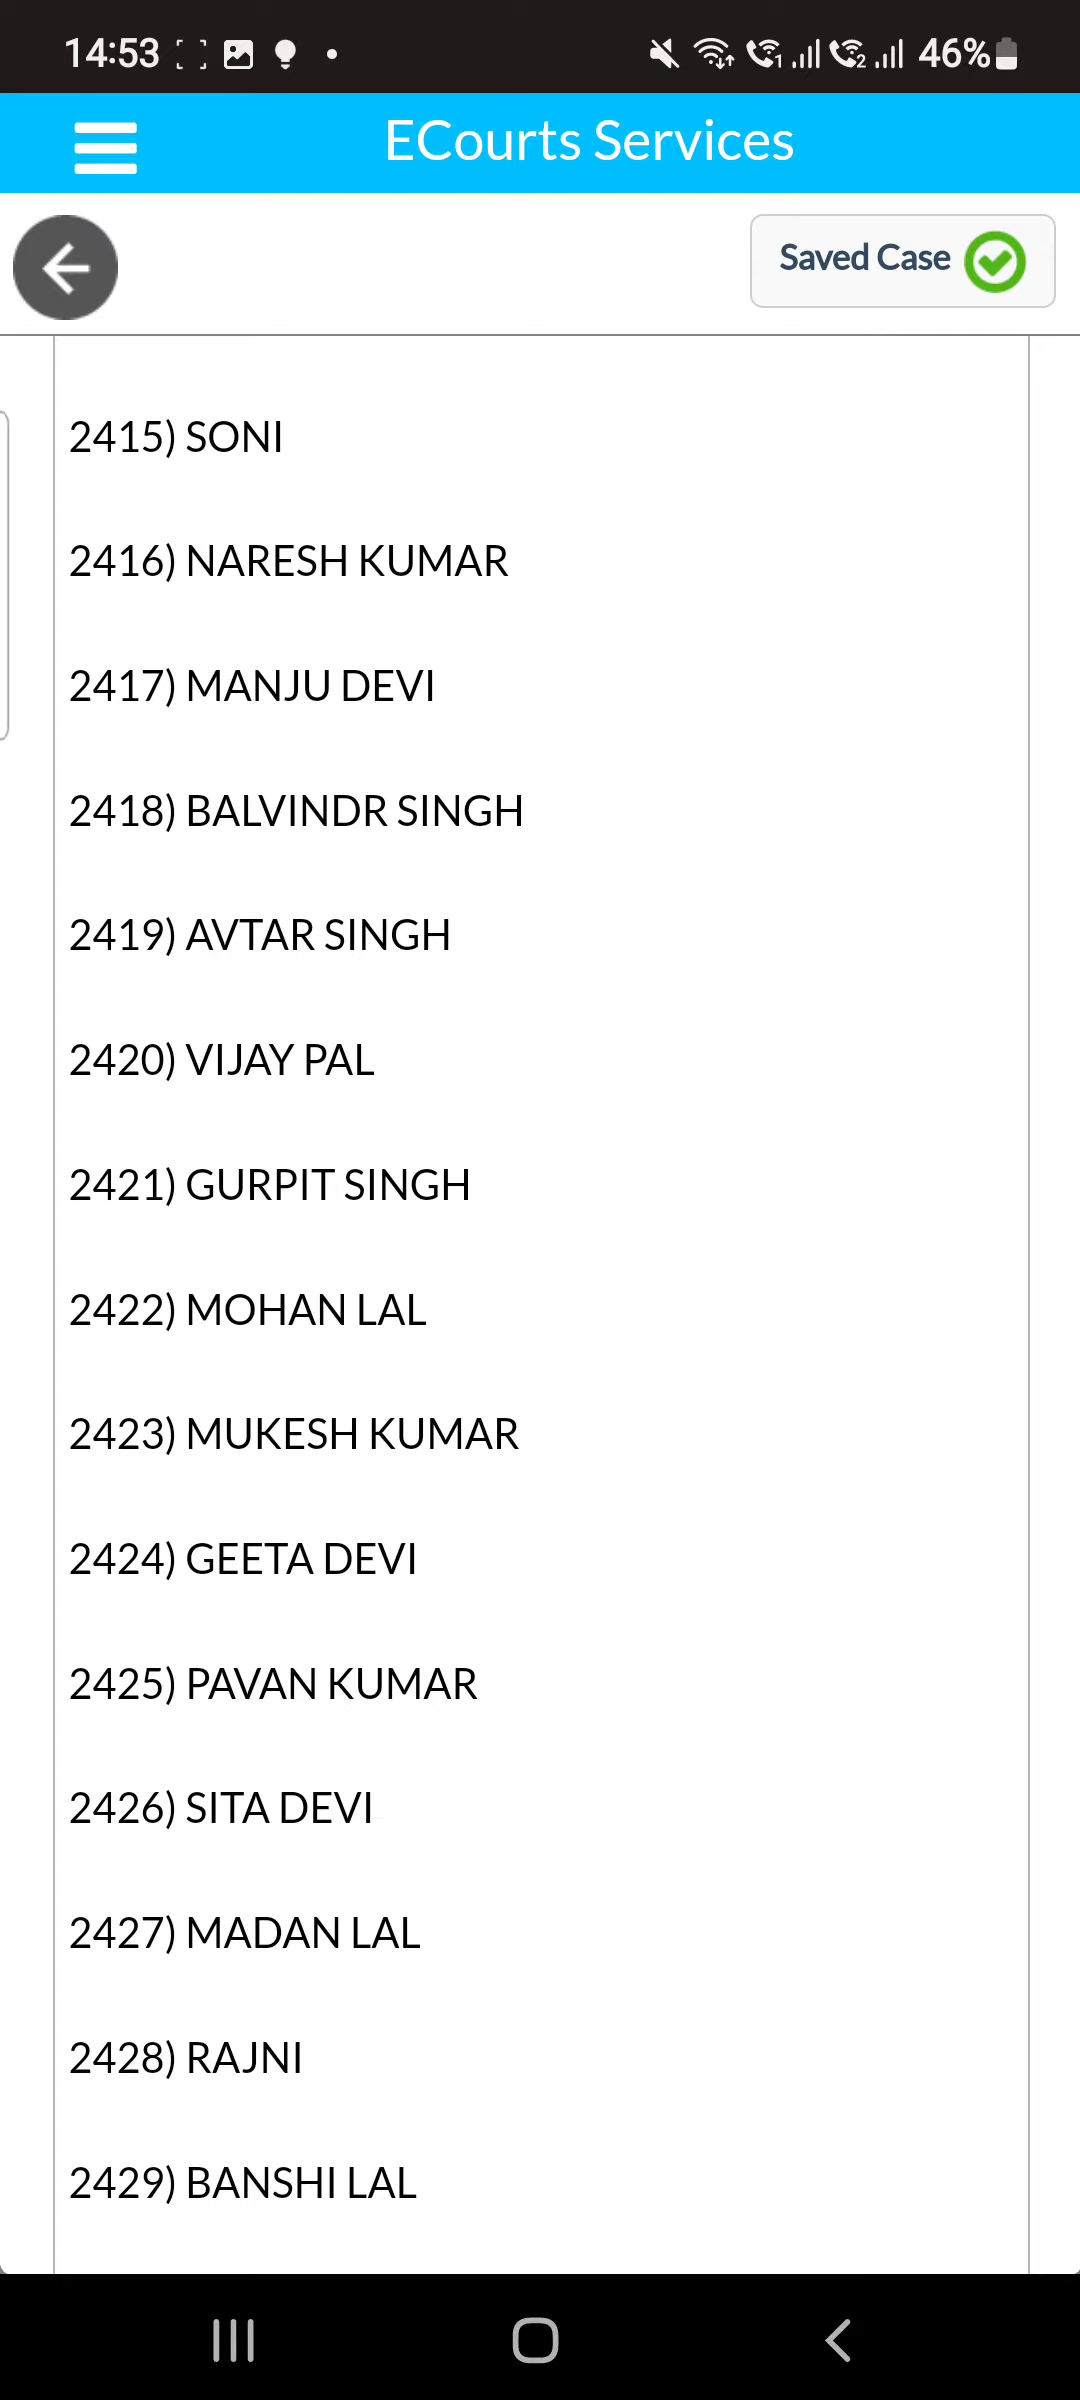 14:53
1
2
46%
ECourts Services
Saved Case
2415) SONI
2416) NARESH KUMAR
2417) MANJU DEVI
2418) BALVINDR SINGH
2419) AVTAR SINGH
2420) VIJAY PAL
2421) GURPIT SINGH
2422) MOHAN LAL
2423) MUKESH KUMAR
2424) GEETA DEVI
2425) PAVAN KUMAR
2426) SITA DEVI
2427) MADAN LAL
2428) RAJNI
2429) BANSHI LAL